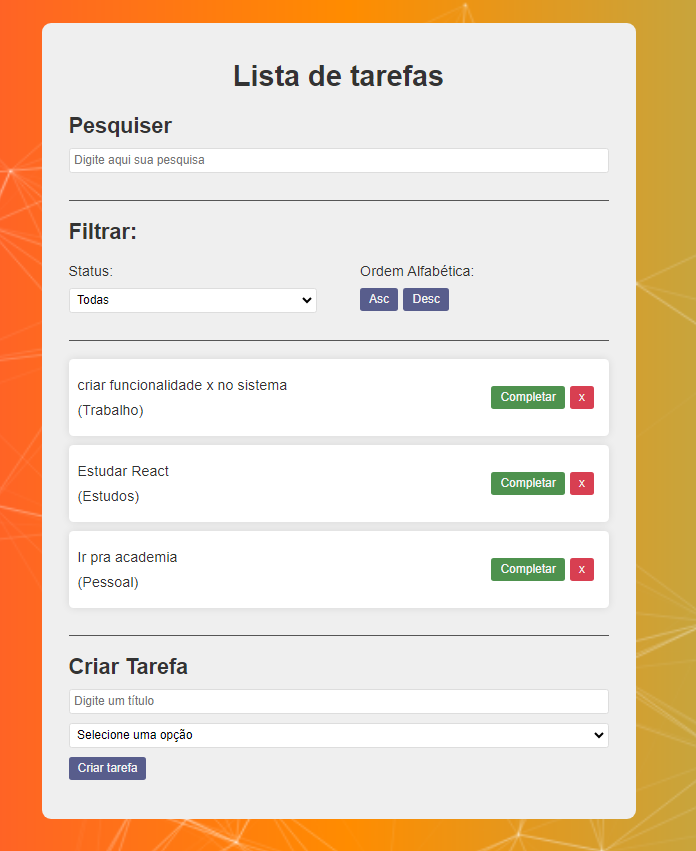 Lista de tarefas
Pesquiser
Digite aqui sua pesquisa
Filtrar:
Status:
Ordem Alfabética:
Todas
Asc
Desc
criar funcionalidade x no sistema
(Trabalho)
Completar
x
Estudar React
(Estudos)
Completar
x
Ir pra academia
(Pessoal)
Completar
x
Criar Tarefa
Digite um título
Selecione uma opção
Criar tarefa